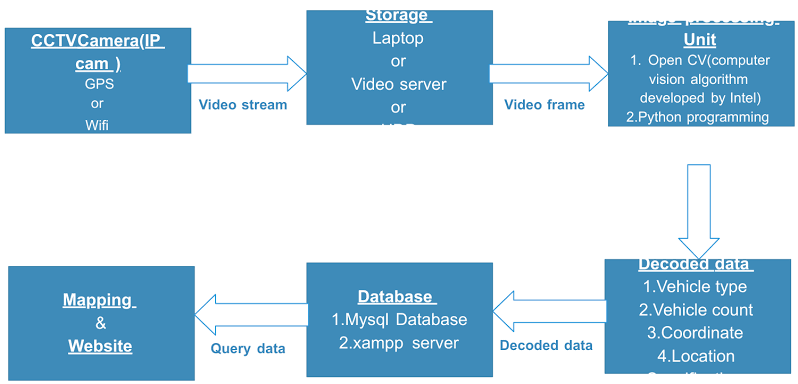 CCTVCamera(IP
cam )
GPS
or
Wifi
Video stream
Storage
Laptop
or
Video server
or
Video frame
Image processing
Unit
1. Open CV(computer
vision algorithm
developed by Intel)
2.Python programming
Decoded data
1.Vehicle type
2.Vehicle count
3.Coordinate
4.Location
Decoded data
Database
1.Mysql Database
2.xampp server
Query data
Mapping
&
Website